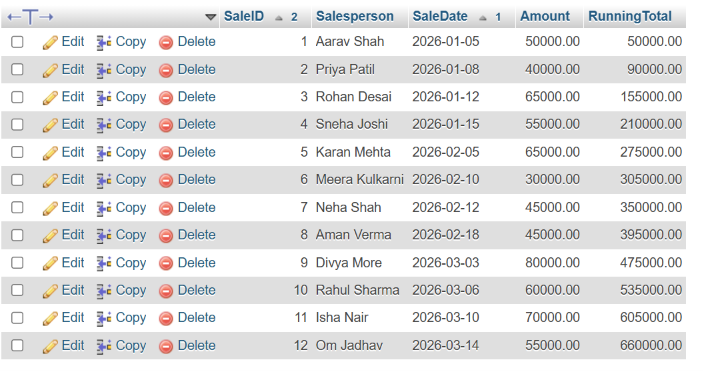 SaleID 2 Salesperson SaleDate 1 Amount RunningTotal
Edit Copy Delete 1 Aarav Shah 2026-01-05 50000.00 50000.00
Edit Copy Delete 2 Priya Patil 2026-01-08 40000.00 90000.00
Edit Copy Delete 3 Rohan Desai 2026-01-12 65000.00 155000.00
Edit Copy Delete 4 Sneha Joshi 2026-01-15 55000.00 210000.00
Edit Copy Delete 5 Karan Mehta 2026-02-05 65000.00 275000.00
Edit Copy Delete 6 Meera Kulkarni 2026-02-10 30000.00 305000.00
Edit Copy Delete 7 Neha Shah 2026-02-12 45000.00 350000.00
Edit Copy Delete 8 Aman Verma 2026-02-18 45000.00 395000.00
Edit Copy Delete 9 Divya More 2026-03-03 80000.00 475000.00
Edit Copy Delete 10 Rahul Sharma 2026-03-06 60000.00 535000.00
Edit Copy Delete 11 Isha Nair 2026-03-10 70000.00 605000.00
Edit Copy Delete 12 Om Jadhav 2026-03-14 55000.00 660000.00